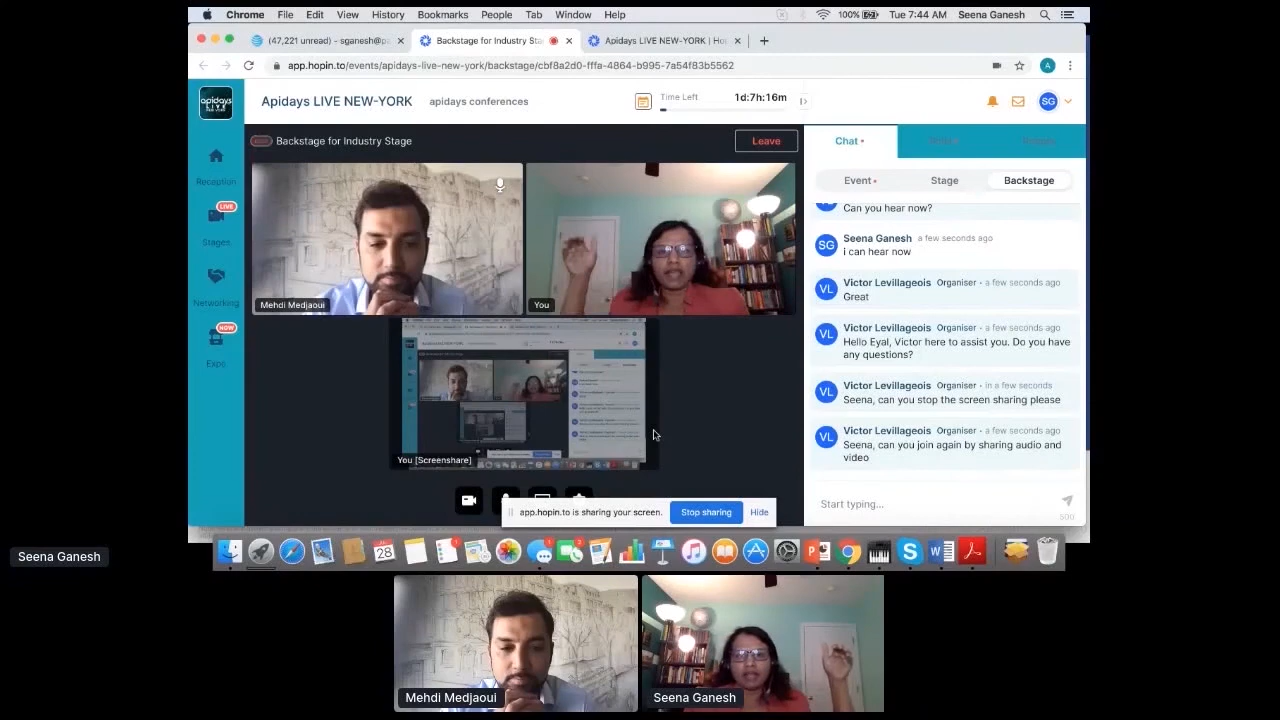 Chrome File Edit View History Bookmarks People Tab Window Help
100% Tue 7:44 AM Seena Ganesh
(47,221 unread) - sganesh@p
Backstage for Industry Sta
Apidays LIVE NEW-YORK | Ho
app.hopin.to/events/apidays-live-new-york/backstage/cbf8a2d0-fffa-4864-b995-7a54f83b5562
apidays
LIVE
Apidays LIVE NEW-YORK apidays conferences
Time Left 1d:7h:16m
SG
Reception
LIVE
Stages
Networking
NOW
Expo
Backstage for Industry Stage
Leave
Mehdi Medjaoui
You
You [Screenshare]
Chat
Event Stage Backstage
Can you hear now?
SG Seena Ganesh a few seconds ago
i can hear now
VL Victor Levillageois Organiser • a few seconds ago
Great
VL Victor Levillageois Organiser • a few seconds ago
Hello Eyal, Victor here to assist you. Do you have
any questions?
VL Victor Levillageois Organiser • in a few seconds
Seena, can you stop the screen sharing please
VL Victor Levillageois Organiser • a few seconds ago
Seena, can you join again by sharing audio and
video
Start typing...
500
app.hopin.to is sharing your screen. Stop sharing Hide
Seena Ganesh
Mehdi Medjaoui
Seena Ganesh